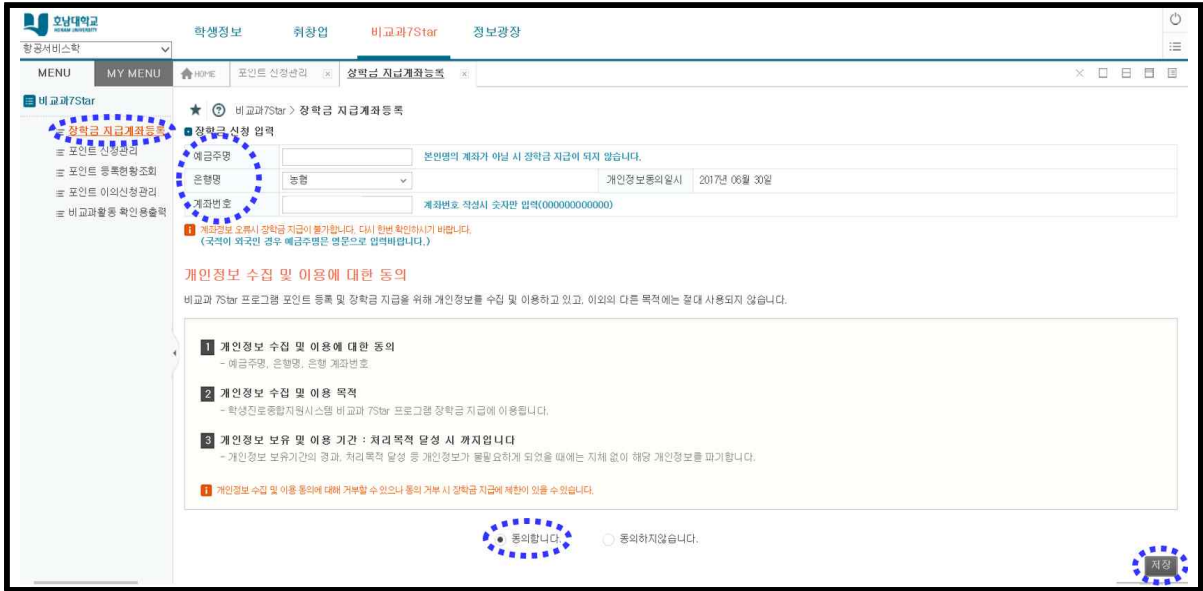 호남대학교
HONAM UNIVERSITY
학생정보 취창업 비교과7Star 정보광장
항공서비스학
MENU MY MENU
HOME 포인트 신청관리 장학금 지급계좌등록
비교과7Star
장학금 지급계좌등록
포인트 신청관리
포인트 등록현황조회
포인트 이의신청관리
비교과활동 확인용출력
비교과7Star > 장학금 지급계좌등록
장학금 신청 입력
예금주명 본인명의 계좌가 아닐 시 장학금 지급이 되지 않습니다.
은행명 농협 개인정보동의일시 2017년 06월 30일
계좌번호 계좌번호 작성시 숫자만 입력(000000000000)
계좌정보 오류시 장학금 지급이 불가합니다. 다시 한번 확인하시기 바랍니다.
(국적이 외국인 경우 예금주명은 영문으로 입력바랍니다.)
개인정보 수집 및 이용에 대한 동의
비교과 7Star 프로그램 포인트 등록 및 장학금 지급을 위해 개인정보를 수집 및 이용하고 있고, 이외의 다른 목적에는 절대 사용되지 않습니다.
1 개인정보 수집 및 이용에 대한 동의
- 예금주명, 은행명, 은행 계좌번호
2 개인정보 수집 및 이용 목적
- 학생진로종합지원시스템 비교과 7Star 프로그램 장학금 지급에 이용됩니다.
3 개인정보 보유 및 이용 기간 : 처리목적 달성 시 까지입니다
- 개인정보 보유기간의 경과, 처리목적 달성 등 개인정보가 불필요하게 되었을 때에는 지체 없이 해당 개인정보를 파기합니다.
개인정보 수집 및 이용 동의에 대해 거부할 수 있으나 동의 거부 시 장학금 지급에 제한이 있을 수 있습니다.
동의합니다. 동의하지않습니다.
저장